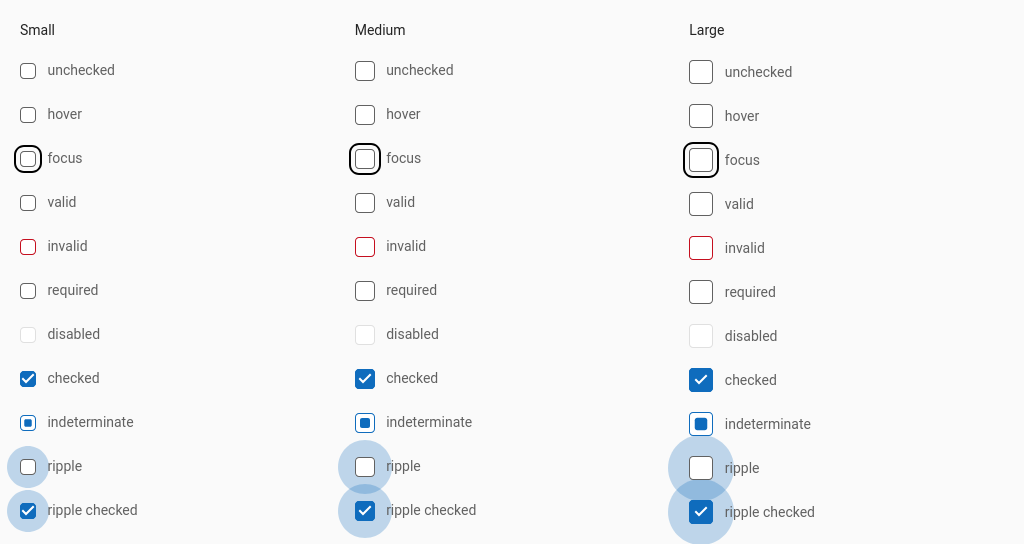 Small
unchecked
hover
focus
valid
invalid
required
disabled
checked
indeterminate
ripple
ripple checked
Medium
unchecked
hover
focus
valid
invalid
required
disabled
checked
indeterminate
ripple
ripple checked
Large
unchecked
hover
focus
valid
invalid
required
disabled
checked
indeterminate
ripple
ripple checked